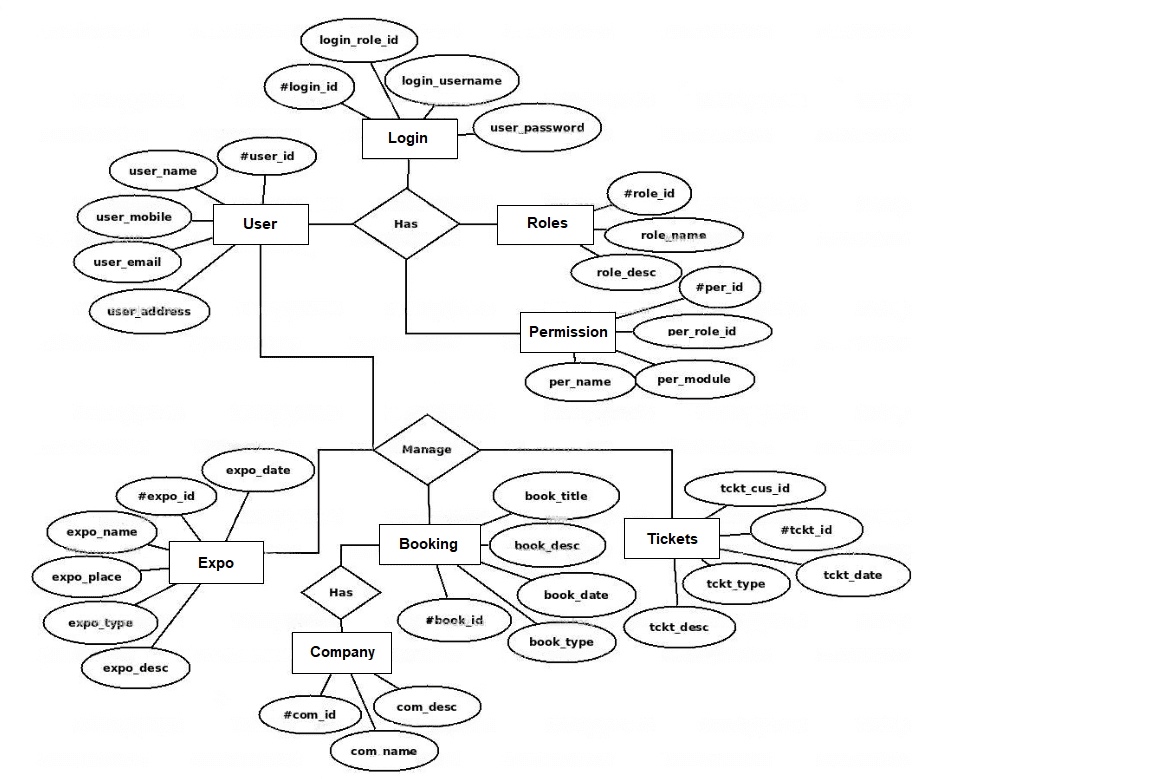 login_role_id
#login_id
login_username
user_password
Login
#user_id
user_name
user_mobile
user_email
user_address
User
Has
Roles
#role_id
role_name
role_desc
#per_id
Permission
per_role_id
per_name
per_module
Manage
expo_date
#expo_id
expo_name
expo_place
expo_type
expo_desc
Expo
Booking
book_title
book_desc
book_date
#book_id
book_type
Tickets
tckt_cus_id
#tckt_id
tckt_date
tckt_type
tckt_desc
Has
Company
#com_id
com_desc
com_name